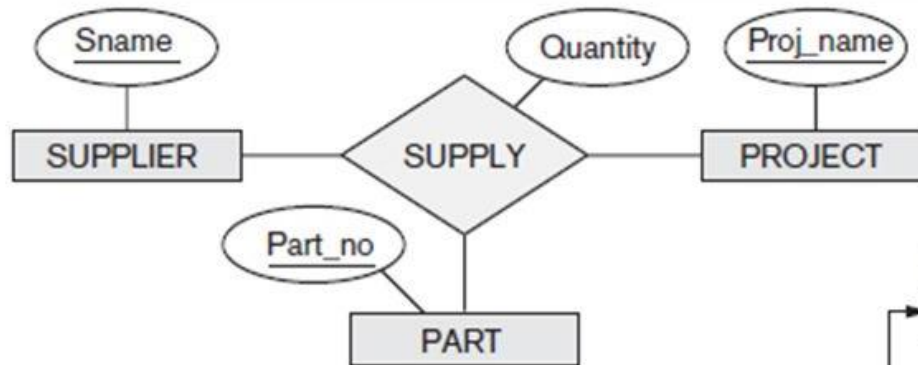 Sname
Quantity
Proj_name
SUPPLIER
SUPPLY
PROJECT
Part_no
PART